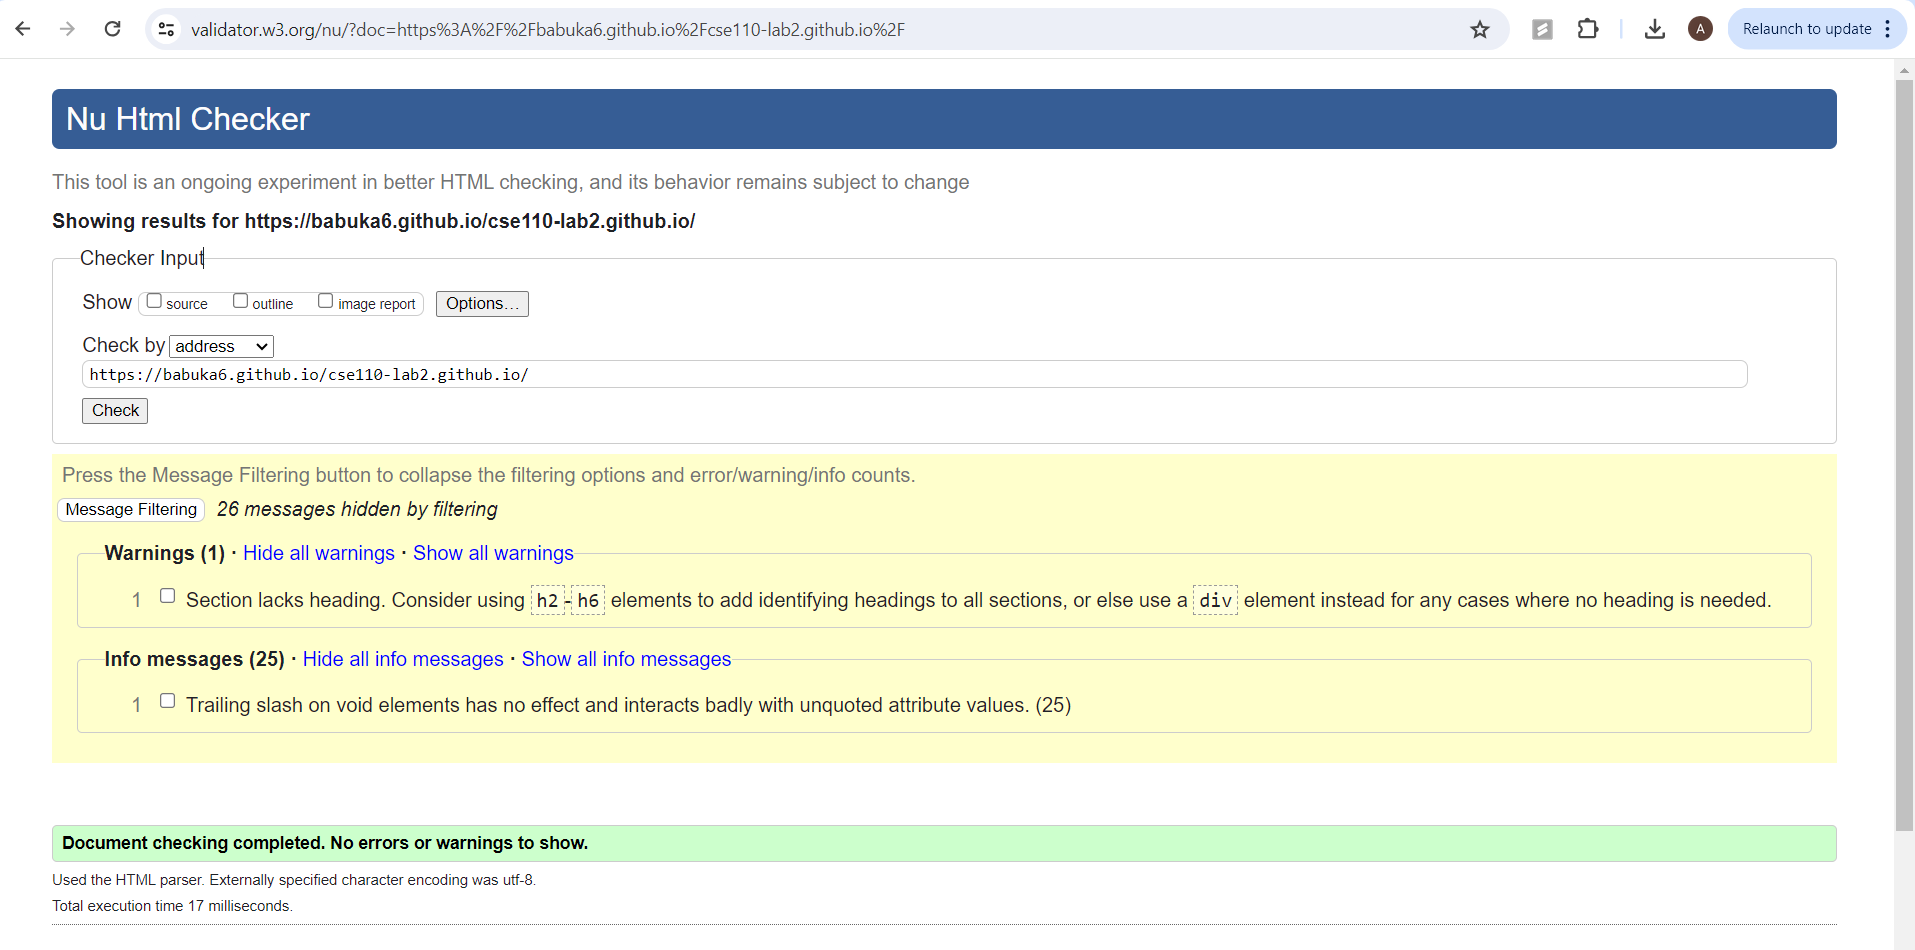 validator.w3.org/nu/?doc=https%3A%2F%2Fbabuka6.github.io%2Fcse110-lab2.github.io%2F
A
Relaunch to update
Nu Html Checker
This tool is an ongoing experiment in better HTML checking, and its behavior remains subject to change
Showing results for https://babuka6.github.io/cse110-lab2.github.io/
Checker Input
Show source outline image report Options...
Check by address
https://babuka6.github.io/cse110-lab2.github.io/
Check
Press the Message Filtering button to collapse the filtering options and error/warning/info counts.
Message Filtering 26 messages hidden by filtering
Warnings (1) · Hide all warnings · Show all warnings
1 Section lacks heading. Consider using h2-h6 elements to add identifying headings to all sections, or else use a div element instead for any cases where no heading is needed.
Info messages (25) · Hide all info messages · Show all info messages
1 Trailing slash on void elements has no effect and interacts badly with unquoted attribute values. (25)
Document checking completed. No errors or warnings to show.
Used the HTML parser. Externally specified character encoding was utf-8.
Total execution time 17 milliseconds.